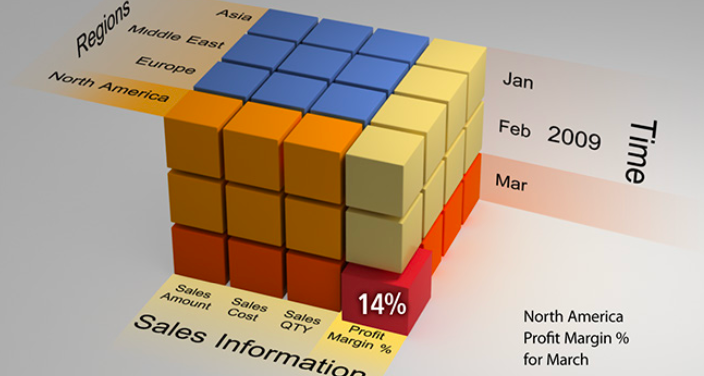 Regions
Asia
Middle East
Europe
North America
Jan
Feb 2009
Mar
Time
14%
Sales
Amount
Sales
Cost
Sales
QTY
Profit
Margin %
Sales Information
North America
Profit Margin %
for March